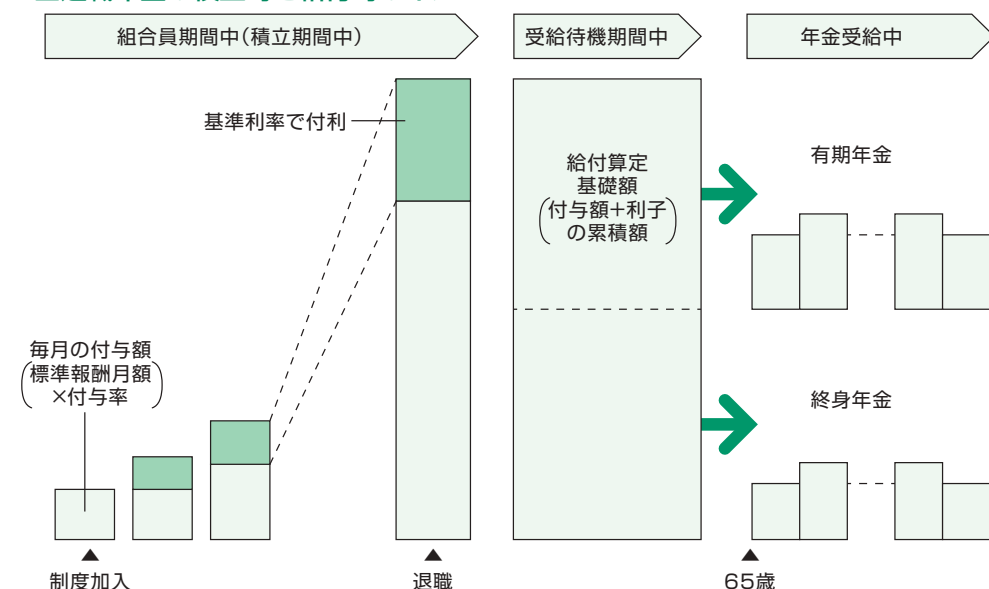 組合員期間中(積立期間中)
受給待機期間中
年金受給中
基準利率で付利
給付算定
基礎額
(付与額+利子)
の累積額
有期年金
毎月の付与額
(標準報酬月額)
×付与率
終身年金
制度加入
退職
65歳